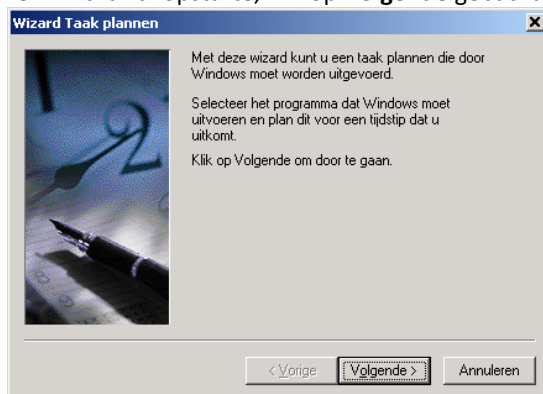 Wizard Taak plannen
Met deze wizard kunt u een taak plannen die door
Windows moet worden uitgevoerd.
Selecteer het programma dat Windows moet
uitvoeren en plan dit voor een tijdstip dat u
uitkomt.
Klik op Volgende om door te gaan.
< Vorige
Volgende >
Annuleren